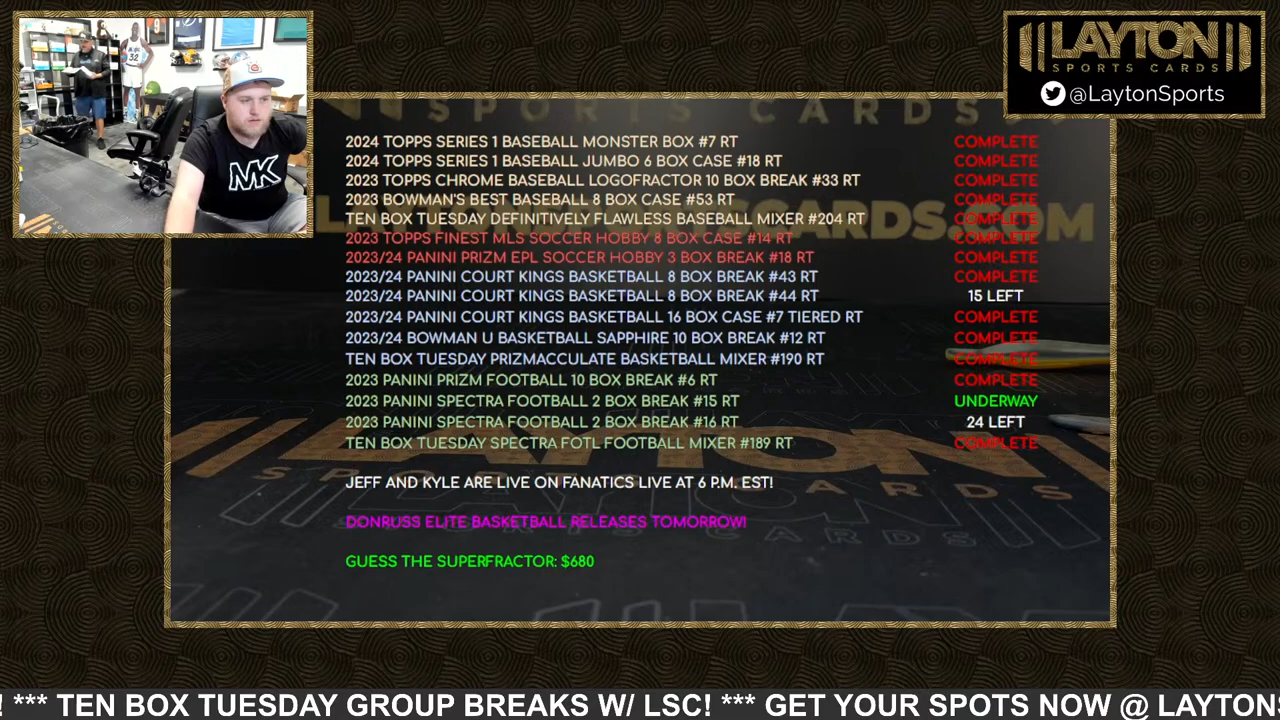 LAYTON
SPORTS CARDS
@LaytonSports
MK
32
SPORTS CARDS
2024 TOPPS SERIES 1 BASEBALL MONSTER BOX #7 RT COMPLETE
2024 TOPPS SERIES 1 BASEBALL JUMBO 6 BOX CASE #18 RT COMPLETE
2023 TOPPS CHROME BASEBALL LOGOFRACTOR 10 BOX BREAK #33 RT COMPLETE
2023 BOWMAN'S BEST BASEBALL 8 BOX CASE #53 RT COMPLETE
TEN BOX TUESDAY DEFINITIVELY FLAWLESS BASEBALL MIXER #204 RT COMPLETE
2023 TOPPS FINEST MLS SOCCER HOBBY 8 BOX CASE #14 RT COMPLETE
2023/24 PANINI PRIZM EPL SOCCER HOBBY 3 BOX BREAK #18 RT COMPLETE
2023/24 PANINI COURT KINGS BASKETBALL 8 BOX BREAK #43 RT COMPLETE
2023/24 PANINI COURT KINGS BASKETBALL 8 BOX BREAK #44 RT 15 LEFT
2023/24 PANINI COURT KINGS BASKETBALL 16 BOX CASE #7 TIERED RT COMPLETE
2023/24 BOWMAN U BASKETBALL SAPPHIRE 10 BOX BREAK #12 RT COMPLETE
TEN BOX TUESDAY PRIZMACCULATE BASKETBALL MIXER #190 RT COMPLETE
2023 PANINI PRIZM FOOTBALL 10 BOX BREAK #6 RT COMPLETE
2023 PANINI SPECTRA FOOTBALL 2 BOX BREAK #15 RT UNDERWAY
2023 PANINI SPECTRA FOOTBALL 2 BOX BREAK #16 RT 24 LEFT
TEN BOX TUESDAY SPECTRA FOTL FOOTBALL MIXER #189 RT COMPLETE
JEFF AND KYLE ARE LIVE ON FANATICS LIVE AT 6 P.M. EST!
DONRUSS ELITE BASKETBALL RELEASES TOMORROW!
GUESS THE SUPERFRACTOR: $680
! *** TEN BOX TUESDAY GROUP BREAKS W/ LSC! *** GET YOUR SPOTS NOW @ LAYTONS